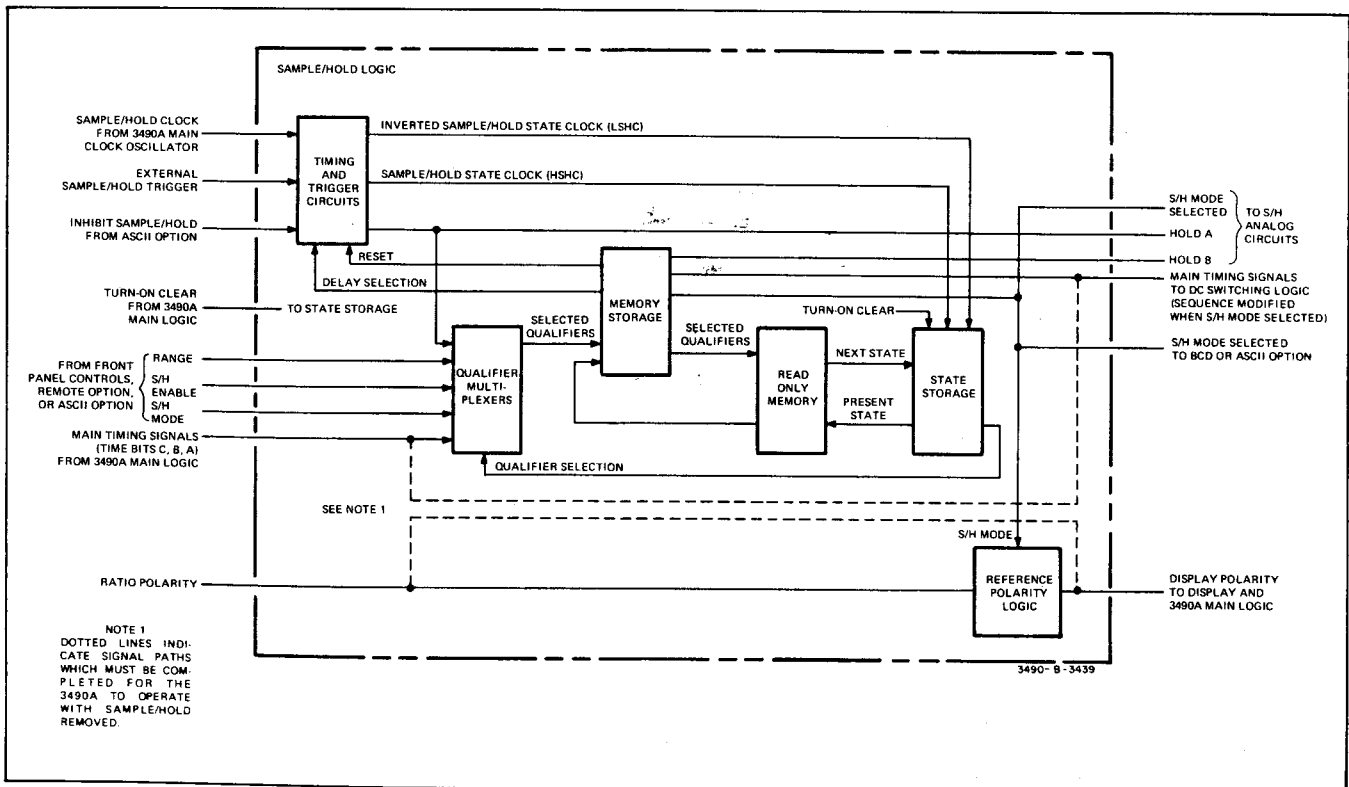 SAMPLE/HOLD LOGIC
SAMPLE/HOLD CLOCK
FROM 3490A MAIN
CLOCK OSCILLATOR
EXTERNAL
SAMPLE/HOLD TRIGGER
INHIBIT SAMPLE/HOLD
FROM ASCII OPTION
TURN-ON CLEAR
FROM 3490A
MAIN LOGIC
TO STATE STORAGE
FROM FRONT
PANEL CONTROLS,
REMOTE OPTION,
OR ASCII OPTION
RANGE
S/H
ENABLE
S/H
MODE
MAIN TIMING SIGNALS
(TIME BITS C, B, A)
FROM 3490A MAIN LOGIC
TIMING
AND
TRIGGER
CIRCUITS
INVERTED SAMPLE/HOLD STATE CLOCK (LSHC)
SAMPLE/HOLD STATE CLOCK (HSHC)
RESET
DELAY SELECTION
QUALIFIER
MULTI-
PLEXERS
SELECTED
QUALIFIERS
MEMORY
STORAGE
SELECTED
QUALIFIERS
READ
ONLY
MEMORY
TURN-ON CLEAR
NEXT STATE
PRESENT
STATE
STATE
STORAGE
QUALIFIER SELECTION
S/H MODE
SELECTED
HOLD A
HOLD B
TO S/H
ANALOG
CIRCUITS
MAIN TIMING SIGNALS
TO DC SWITCHING LOGIC
(SEQUENCE MODIFIED
WHEN S/H MODE SELECTED)
S/H MODE SELECTED
TO BCD OR ASCII OPTION
SEE NOTE 1
S/H MODE
RATIO POLARITY
REFERENCE
POLARITY
LOGIC
DISPLAY POLARITY
TO DISPLAY AND
3490A MAIN LOGIC
NOTE 1
DOTTED LINES INDI-
CATE SIGNAL PATHS
WHICH MUST BE COM-
PLETED FOR THE
3490A TO OPERATE
WITH SAMPLE/HOLD
REMOVED.
3490- B - 3439